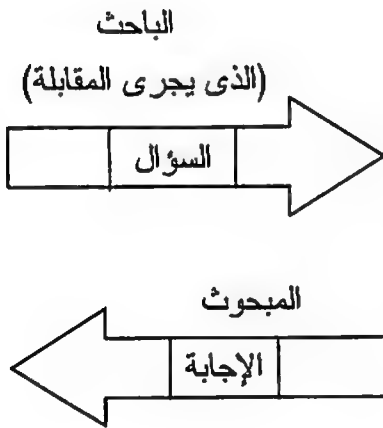 الباحث
(الذى يجرى المقابلة)
السؤال
المبحوث
الإجابة